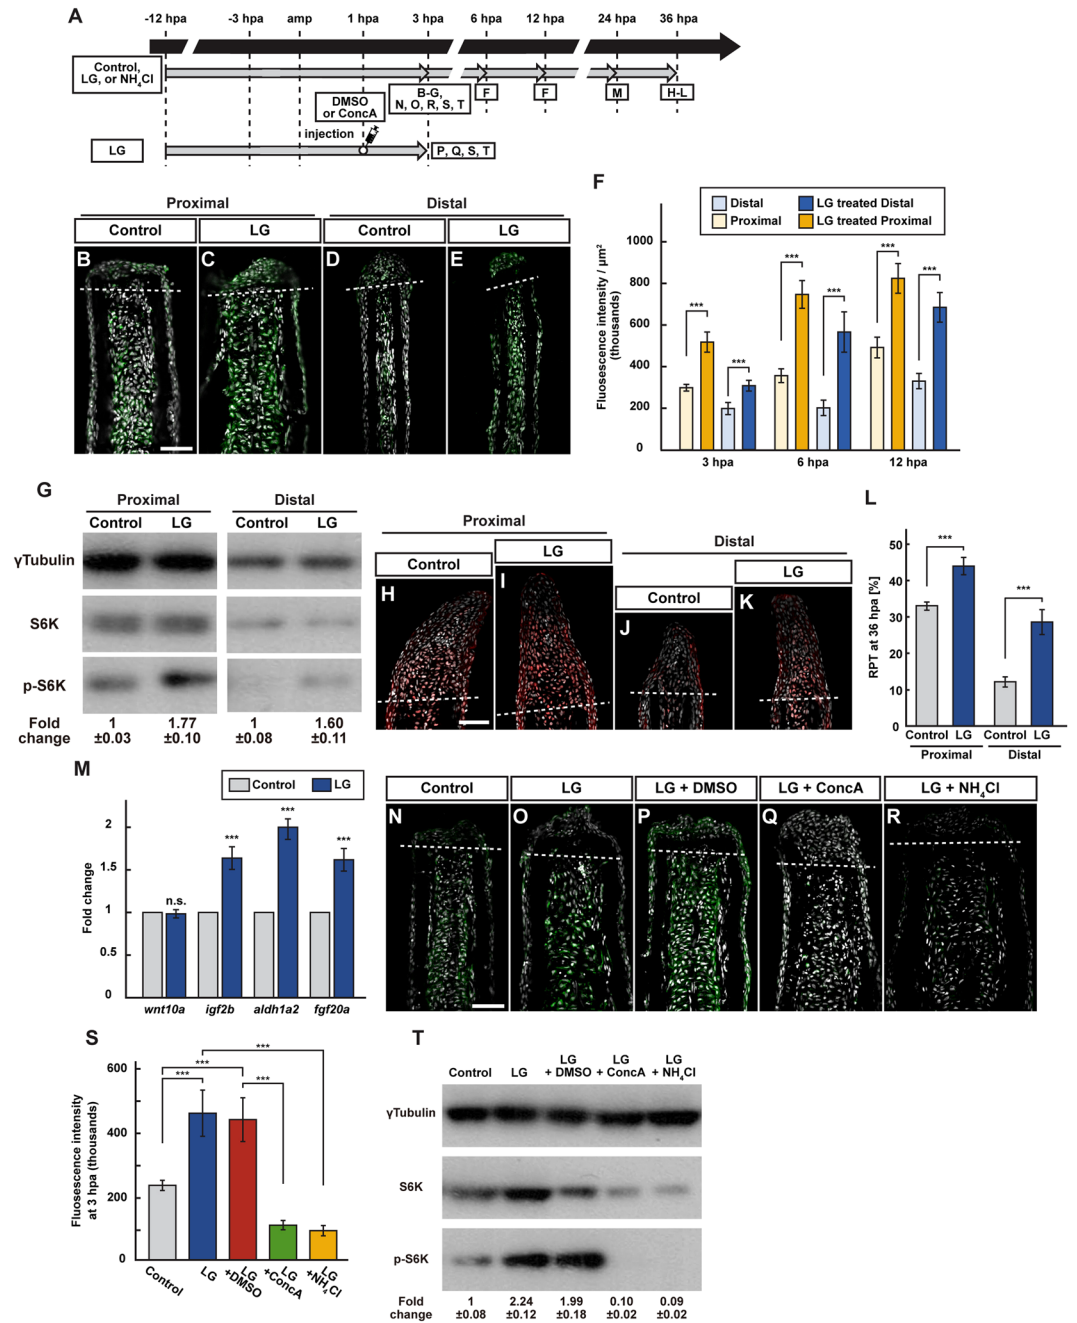 A
-12 hpa -3 hpa amp 1 hpa 3 hpa 6 hpa 12 hpa 24 hpa 36 hpa
Control,
LG, or NH4Cl
DMSO
or ConcA
B-G,
N, O, R, S, T
F
F
M
H-L
injection
LG
P, Q, S, T
Proximal Distal
Control LG Control LG
B C D E
F
Distal LG treated Distal
Proximal LG treated Proximal
Fluosescence intensity / µm²
(thousands)
1000
800
600
400
200
0
*** *** *** *** *** ***
3 hpa 6 hpa 12 hpa
G
Proximal Distal
Control LG Control LG
γTubulin
S6K
p-S6K
Fold
change
1 1.77 1 1.60
±0.03 ±0.10 ±0.08 ±0.11
Proximal
Distal
Control LG Control LG
H I J K
L
RPT at 36 hpa [%]
50
40
30
20
10
0
*** ***
Control LG Control LG
Proximal Distal
M
Control LG
Fold change
2
1.5
1
0.5
0
n.s. *** *** ***
wnt10a igf2b aldh1a2 fgf20a
Control LG LG + DMSO LG + ConcA LG + NH4Cl
N O P Q R
S
Fluosescence intensity
at 3 hpa (thousands)
600
400
200
0
*** *** *** ***
Control
LG
LG
+DMSO
LG
+ConcA
LG
+NH4Cl
T
Control LG LG
+ DMSO
LG
+ ConcA
LG
+ NH4Cl
γTubulin
S6K
p-S6K
Fold
change
1 2.24 1.99 0.10 0.09
±0.08 ±0.12 ±0.18 ±0.02 ±0.02